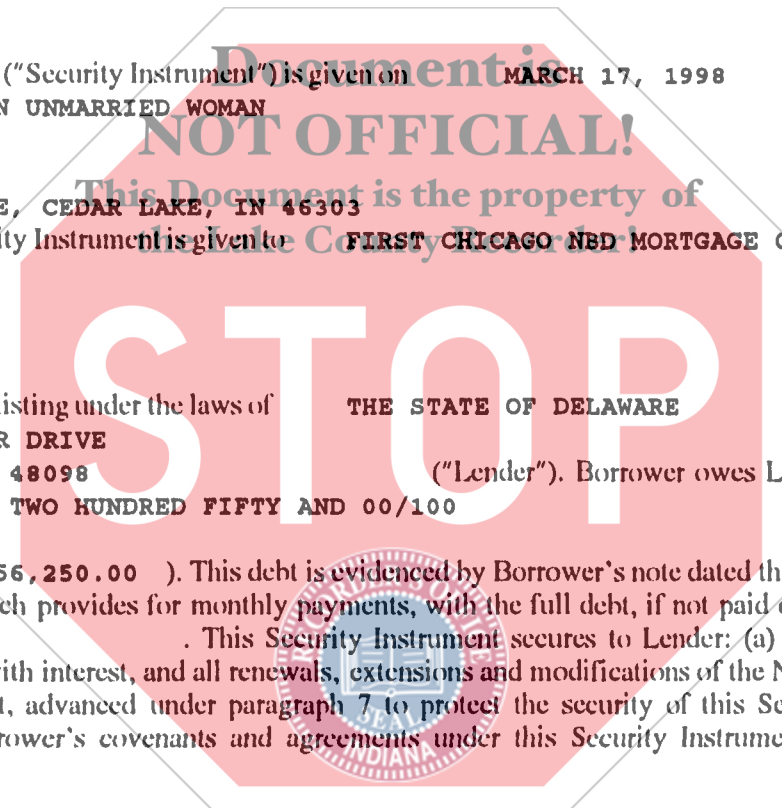 ("Security Instrument") is given on MARCH 17, 1998
N UNMARRIED WOMAN
Document is
NOT OFFICIAL!
This Document is the property of
the Lake County Recorder!
E, CEDAR LAKE, IN 46303
ity Instrument is given to FIRST CHICAGO NBD MORTGAGE C
STOP
isting under the laws of THE STATE OF DELAWARE
R DRIVE
48098 ("Lender"). Borrower owes L
TWO HUNDRED FIFTY AND 00/100
56,250.00 ). This debt is evidenced by Borrower's note dated th
ch provides for monthly payments, with the full debt, if not paid e
. This Security Instrument secures to Lender: (a)
ith interest, and all renewals, extensions and modifications of the N
t, advanced under paragraph 7 to protect the security of this Se
rower's covenants and agreements under this Security Instrume
RECORDER'S OFFICE
SEAL
INDIANA